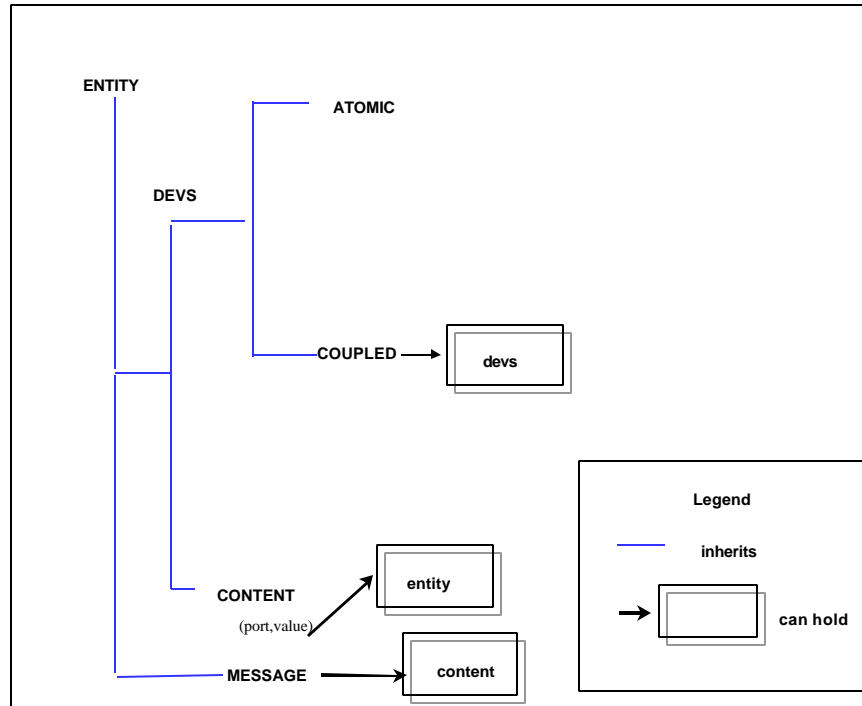 ENTITY
ATOMIC
DEVS
COUPLED
devs
Legend
inherits
entity
CONTENT
(port,value)
can hold
MESSAGE
content